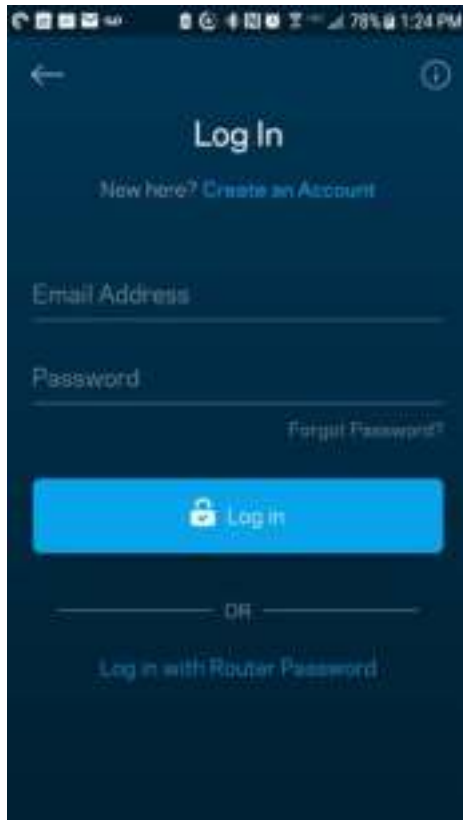 78% 1:24 PM
Log In
New here? Create an Account
Email Address
Password
Forgot Password?
Log in
OR
Log in with Router Password